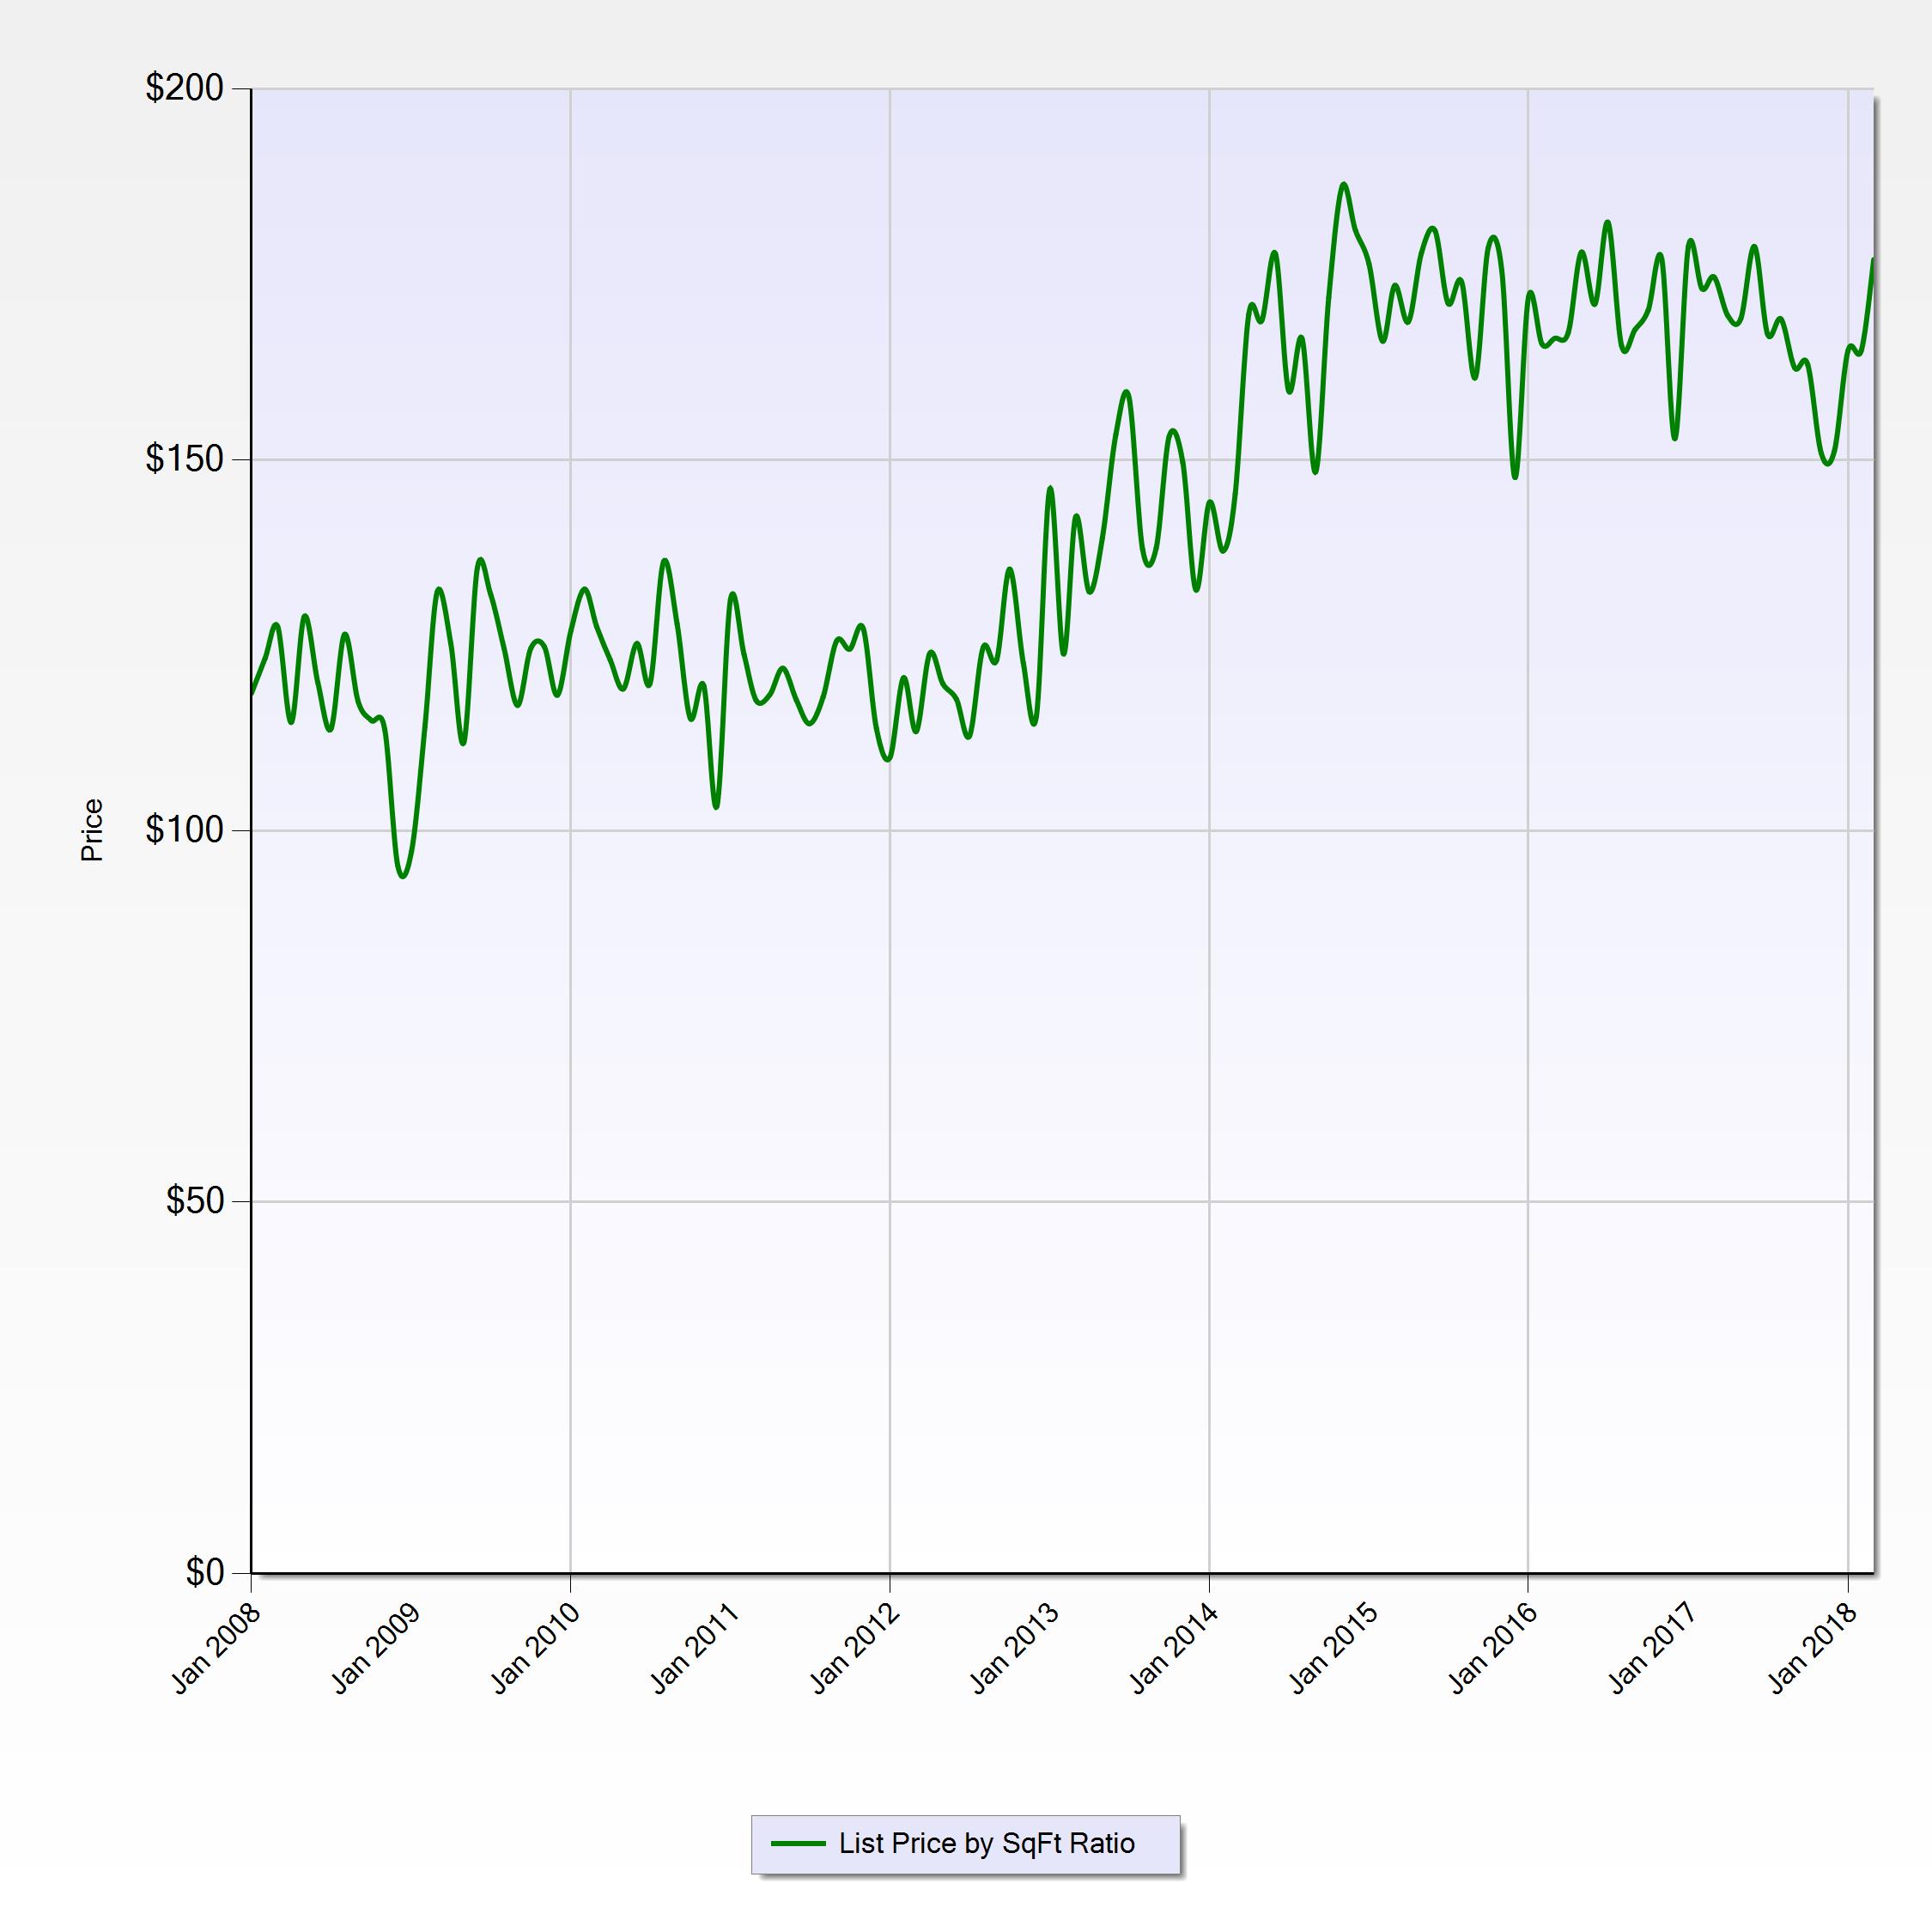 $200
$150
$100
$50
$0
Price
Jan 2008
Jan 2009
Jan 2010
Jan 2011
Jan 2012
Jan 2013
Jan 2014
Jan 2015
Jan 2016
Jan 2017
Jan 2018
List Price by SqFt Ratio